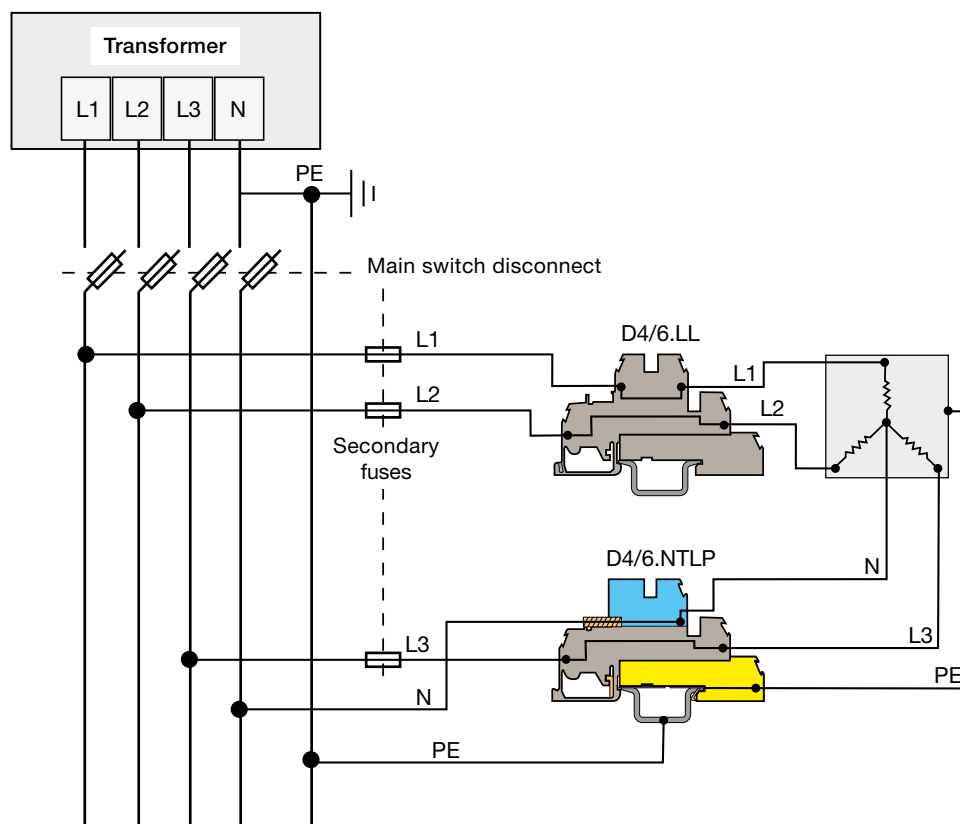 Transformer
L1 L2 L3 N
PE
Main switch disconnect
L1
D4/6.LL
L1
L2
L2
Secondary
fuses
D4/6.NTLP
N
L3
L3
N
PE
PE